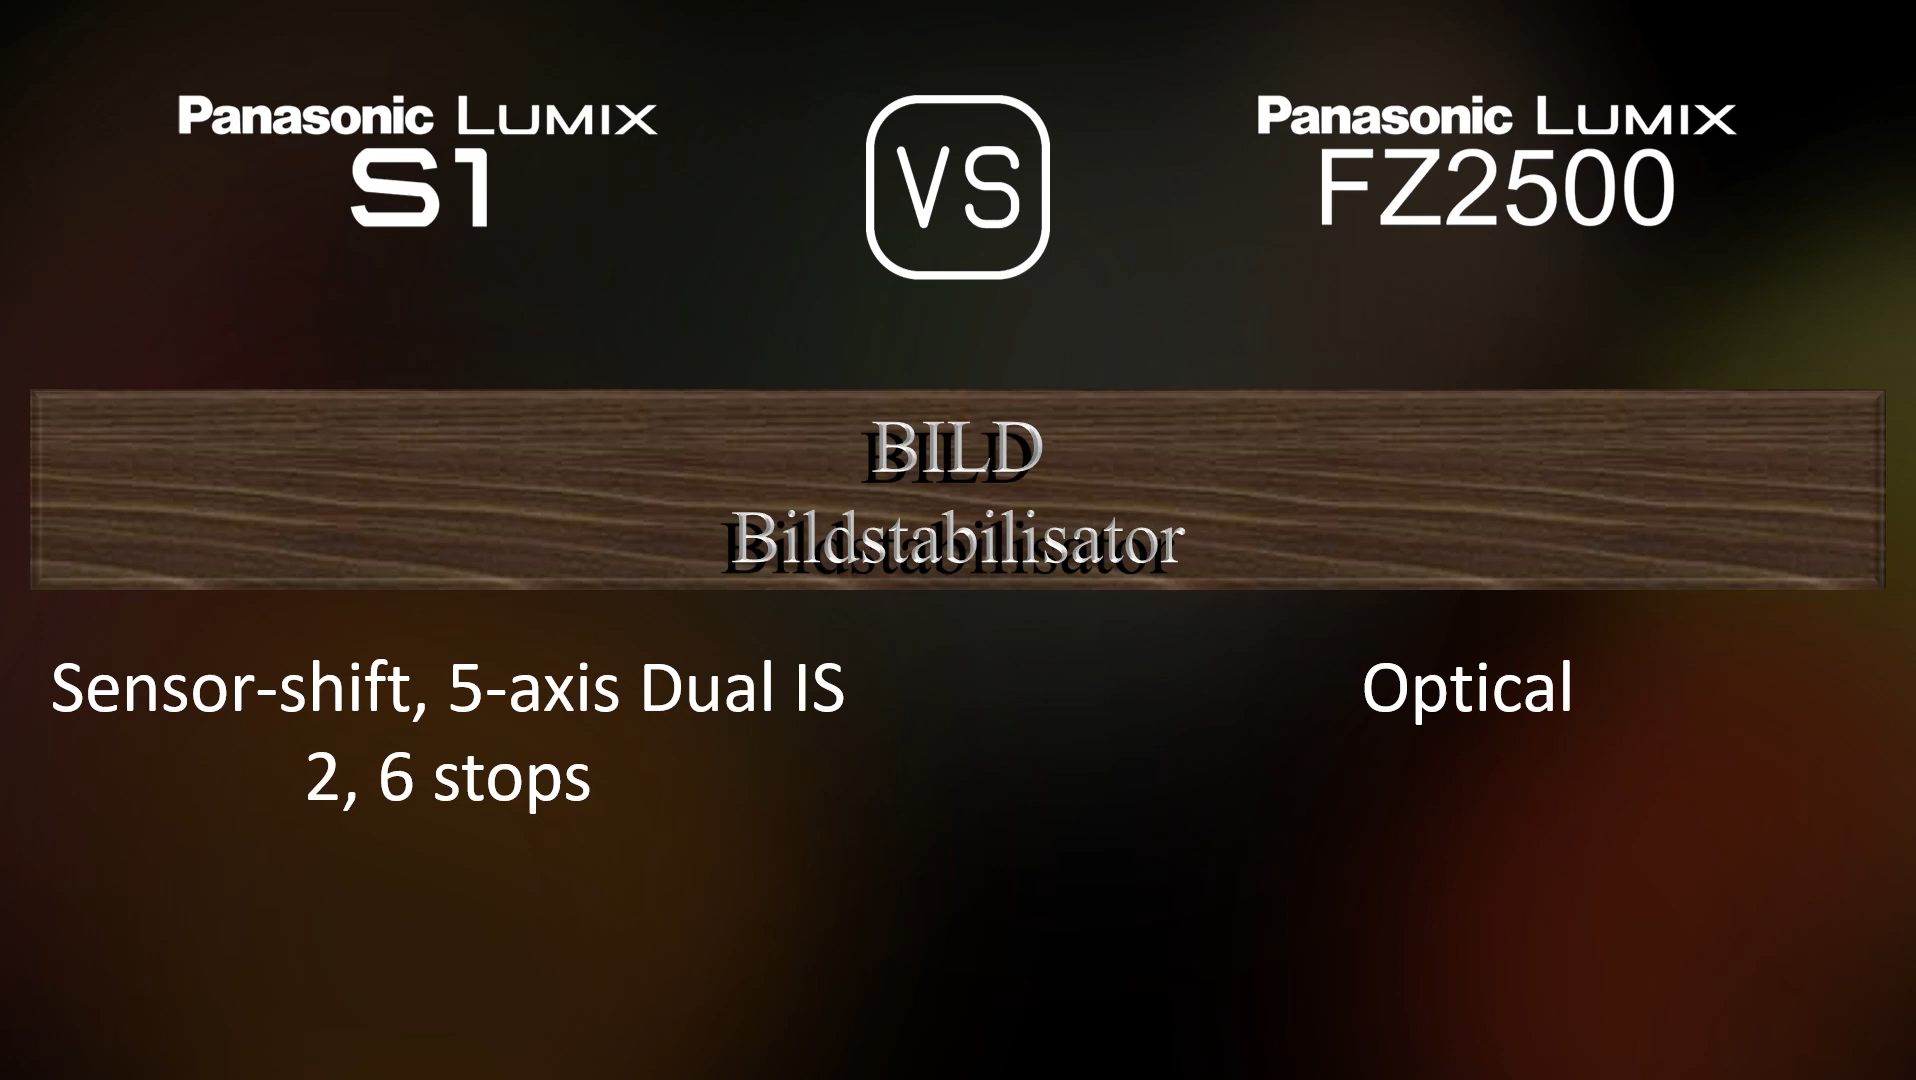 Panasonic LUMIX
S1
VS
Panasonic LUMIX
FZ2500
BILD
Bildstabilisator
Sensor-shift, 5-axis Dual IS
2, 6 stops
Optical